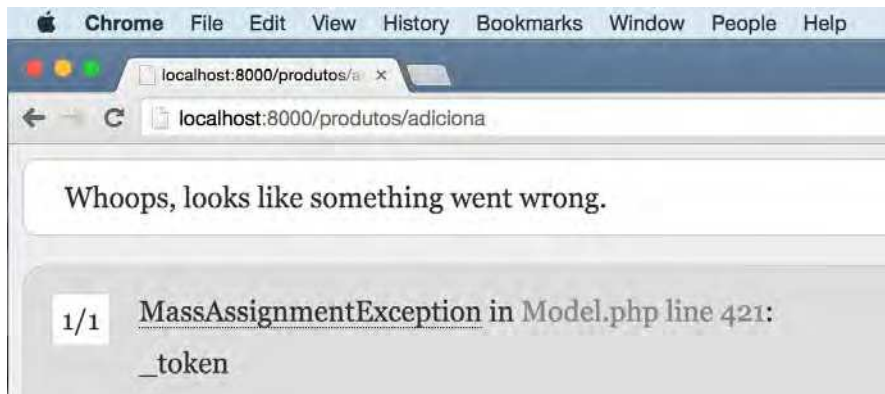 Chrome File Edit View History Bookmarks Window People Help
localhost:8000/produtos/a ×
localhost:8000/produtos/adiciona
Whoops, looks like something went wrong.
1/1 MassAssignmentException in Model.php line 421:
_token